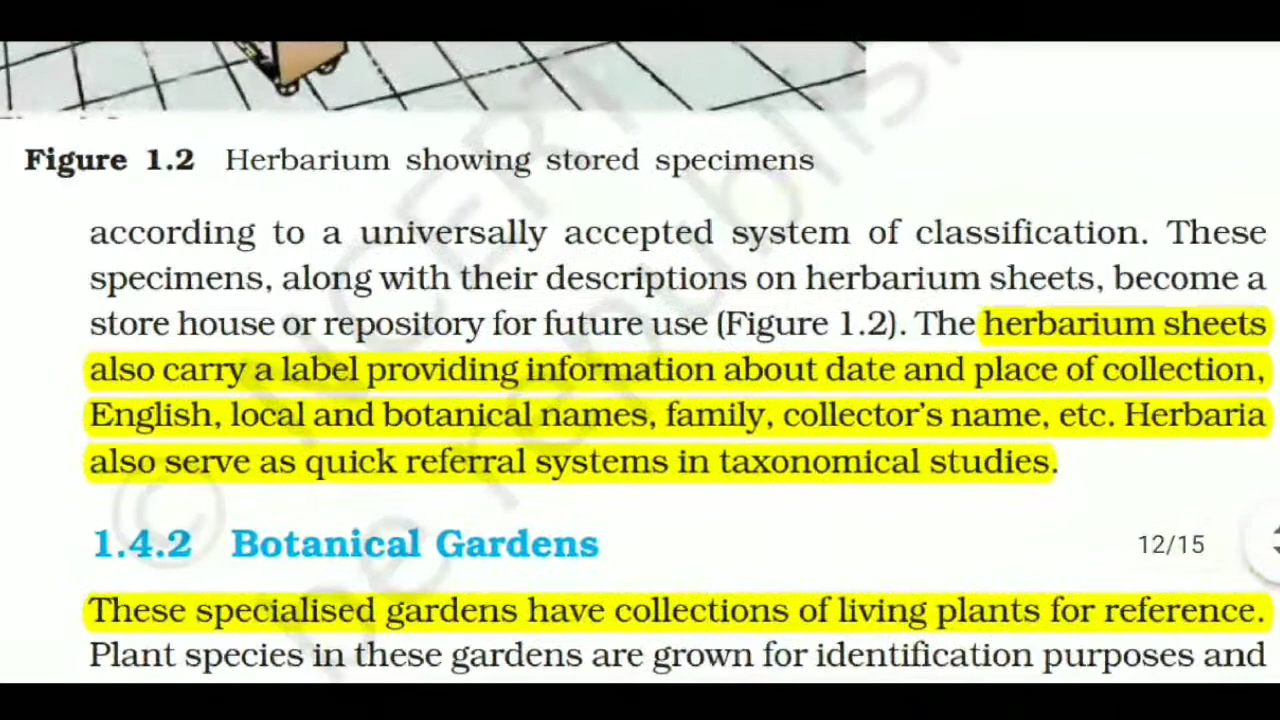 Figure 1.2 Herbarium showing stored specimens
according to a universally accepted system of classification. These
specimens, along with their descriptions on herbarium sheets, become a
store house or repository for future use (Figure 1.2). The herbarium sheets
also carry a label providing information about date and place of collection,
English, local and botanical names, family, collector's name, etc. Herbaria
also serve as quick referral systems in taxonomical studies.
1.4.2 Botanical Gardens
12/15
These specialised gardens have collections of living plants for reference.
Plant species in these gardens are grown for identification purposes and
© NCERT
be republis